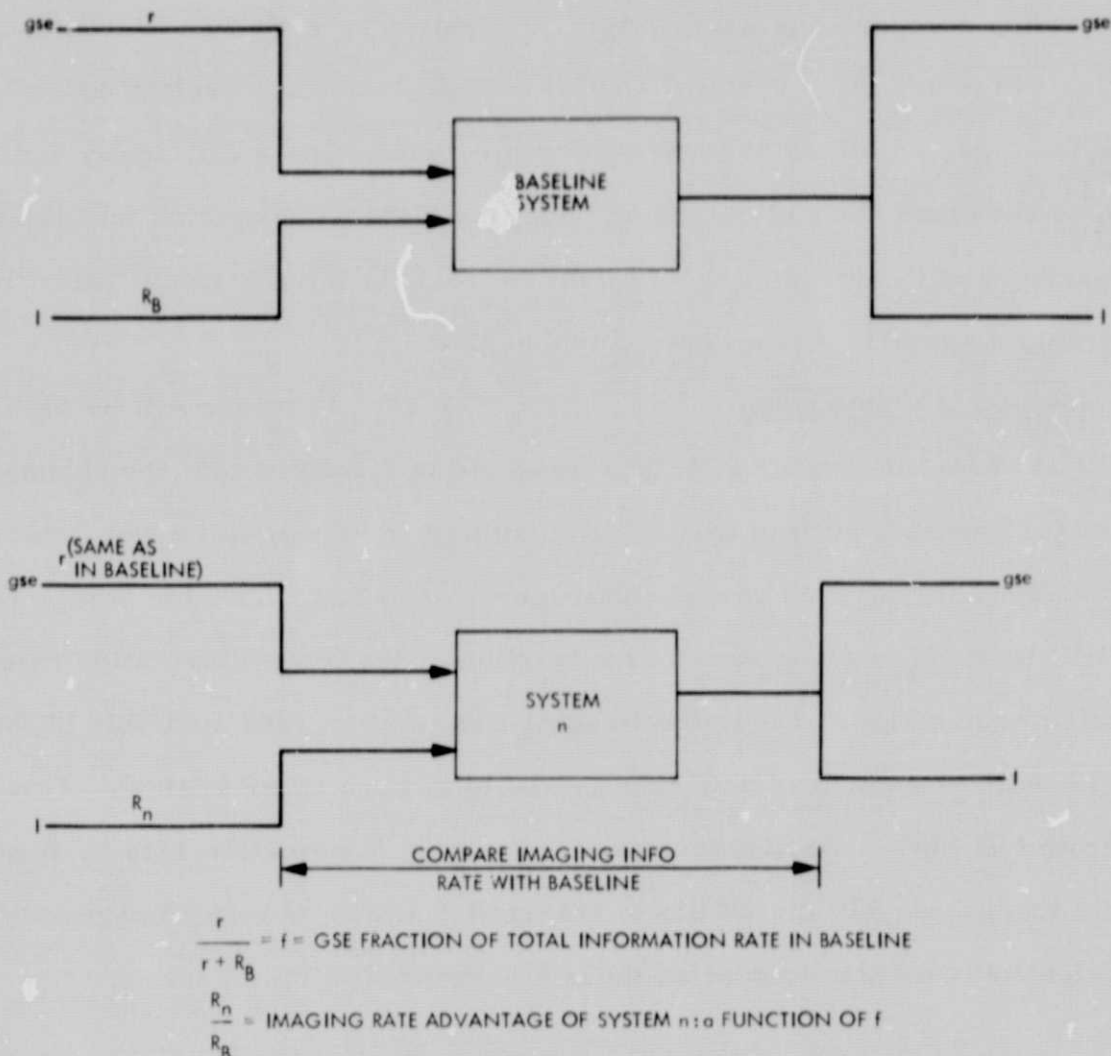 gse r gse
BASELINE
SYSTEM
I R_B I
gse r (SAME AS
IN BASELINE) gse
SYSTEM
n
I R_n I
COMPARE IMAGING INFO
RATE WITH BASELINE
r / (r + R_B) = f = GSE FRACTION OF TOTAL INFORMATION RATE IN BASELINE
R_n / R_B = IMAGING RATE ADVANTAGE OF SYSTEM n: a FUNCTION OF f